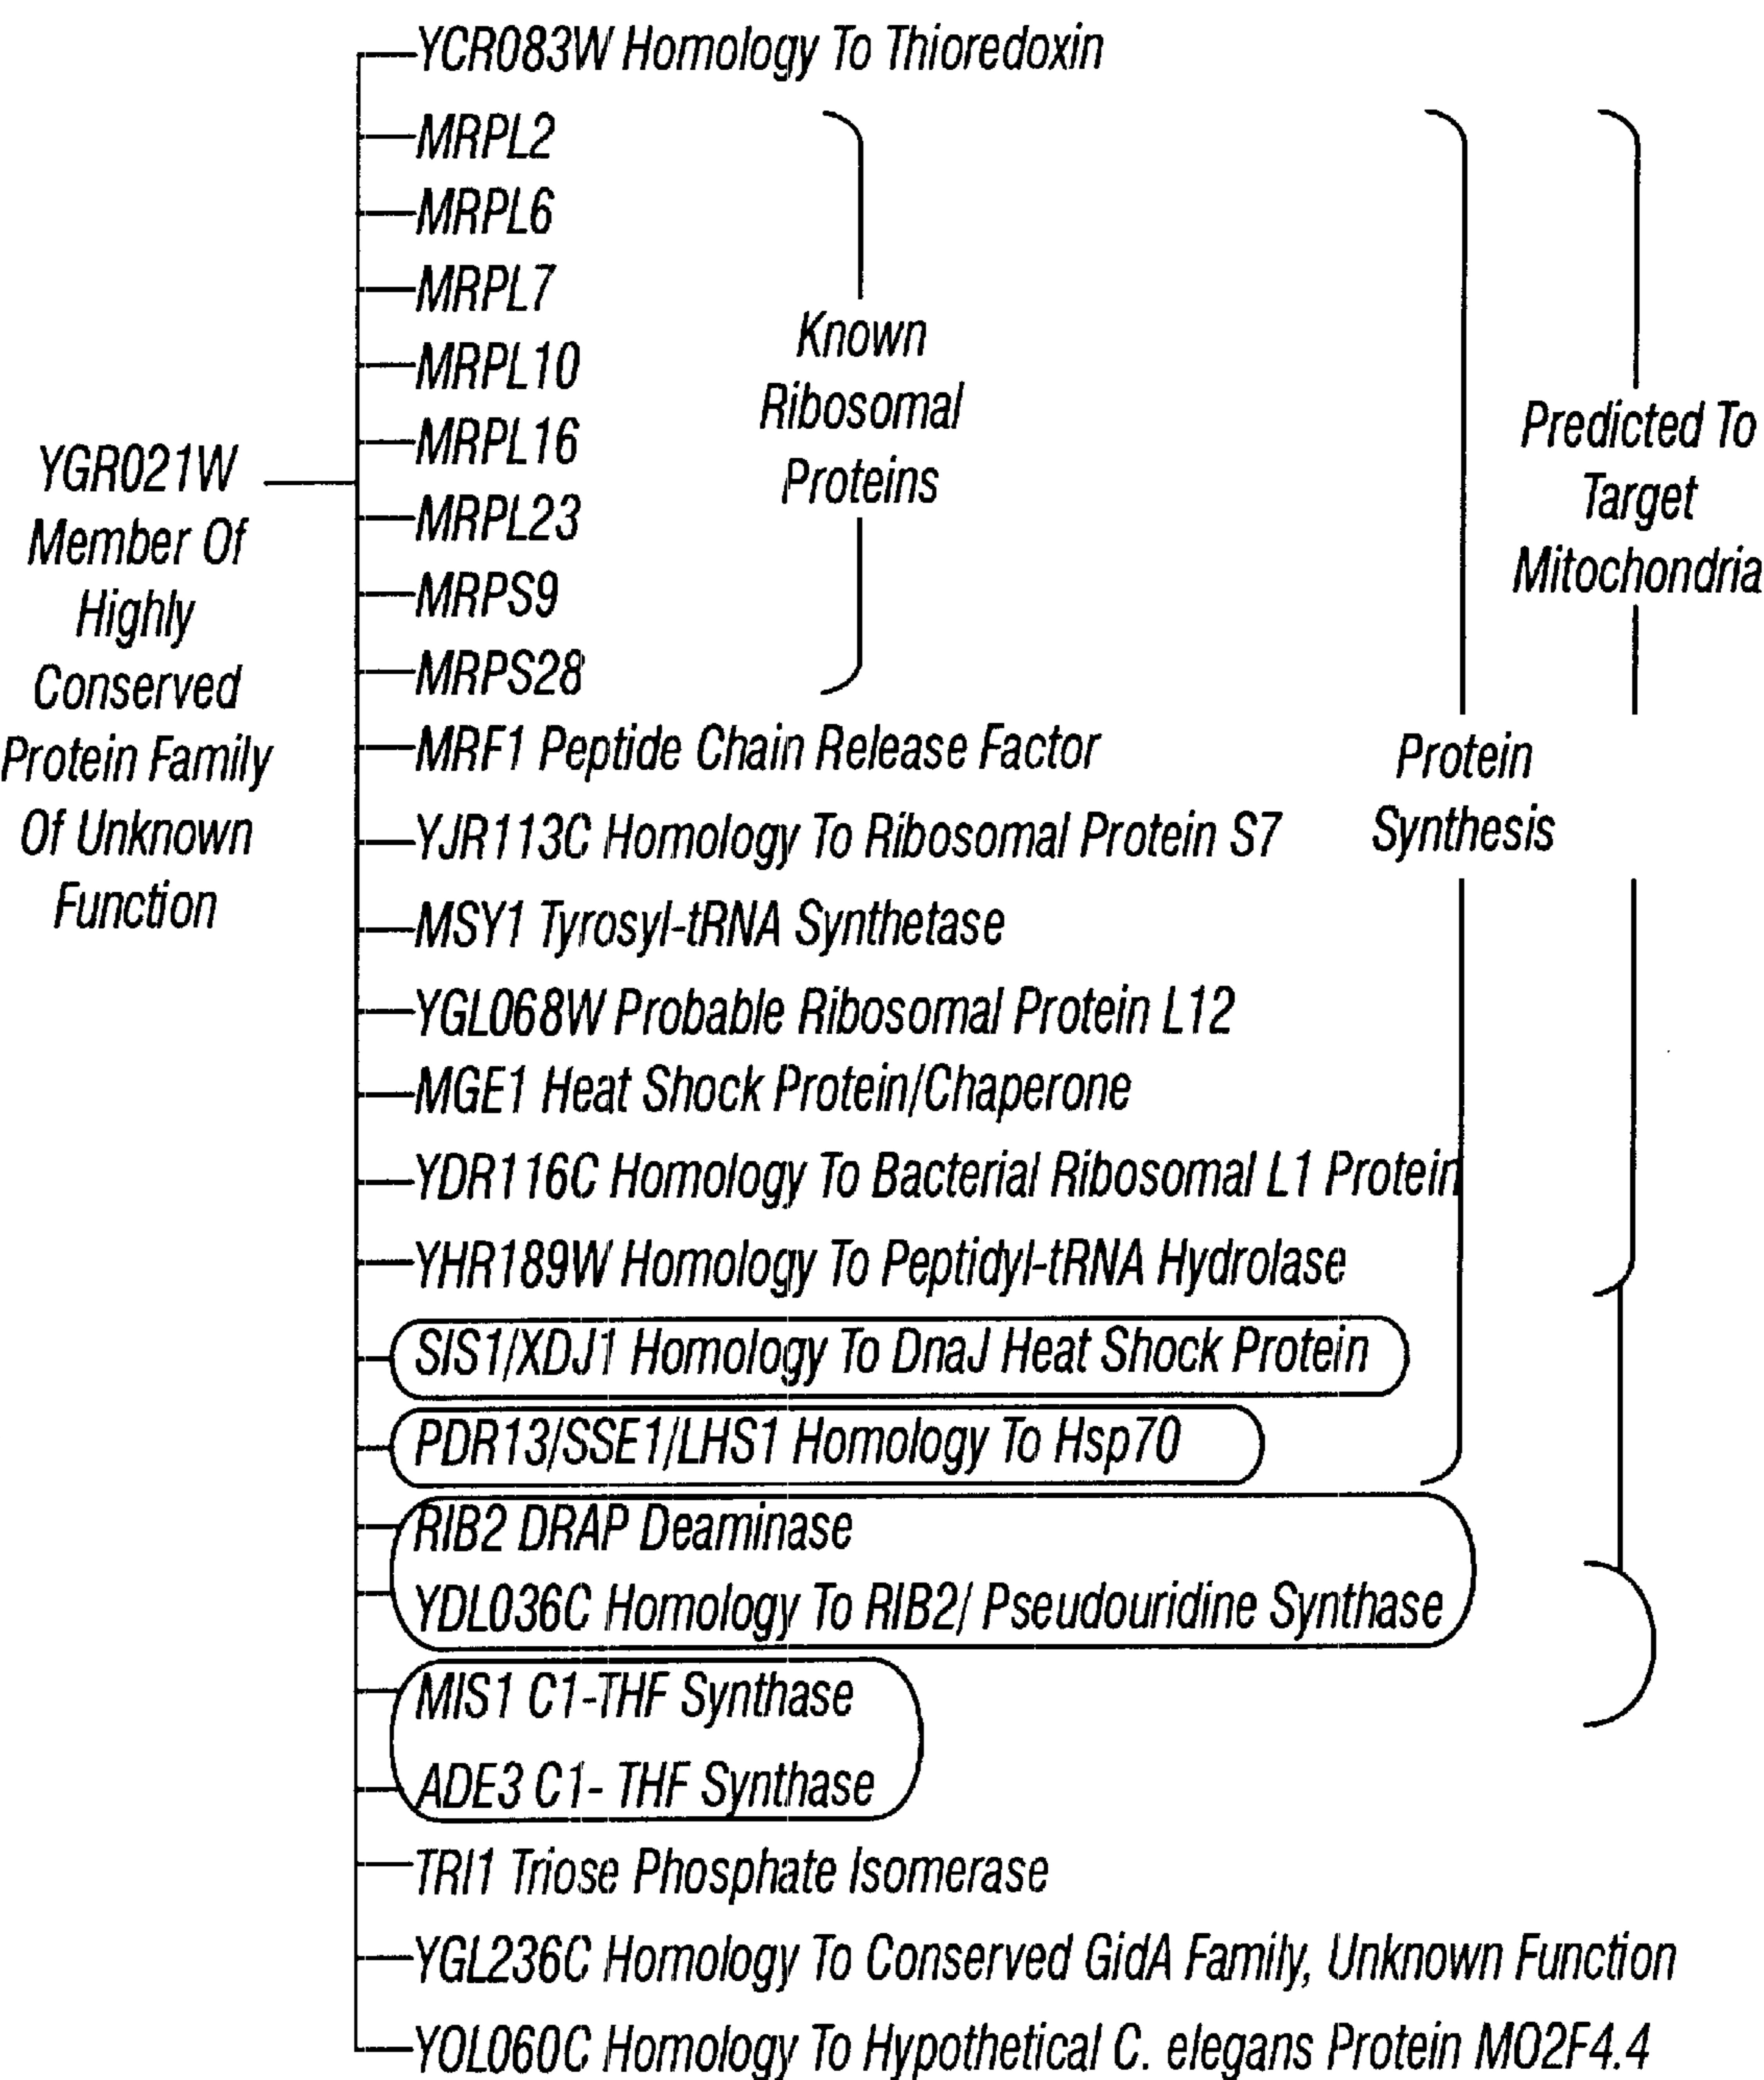 YCR083W Homology To Thioredoxin
MRPL2
MRPL6
MRPL7
MRPL10
MRPL16
MRPL23
MRPS9
MRPS28
MRF1 Peptide Chain Release Factor
YJR113C Homology To Ribosomal Protein S7
MSY1 Tyrosyl-tRNA Synthetase
YGL068W Probable Ribosomal Protein L12
MGE1 Heat Shock Protein/Chaperone
YDR116C Homology To Bacterial Ribosomal L1 Protein
YHR189W Homology To Peptidyl-tRNA Hydrolase
SIS1/XDJ1 Homology To DnaJ Heat Shock Protein
PDR13/SSE1/LHS1 Homology To Hsp70
RIB2 DRAP Deaminase
YDL036C Homology To RIB2/ Pseudouridine Synthase
MIS1 C1-THF Synthase
ADE3 C1- THF Synthase
TRI1 Triose Phosphate Isomerase
YGL236C Homology To Conserved GidA Family, Unknown Function
YOL060C Homology To Hypothetical C. elegans Protein MO2F4.4
YGR021W
Member Of
Highly
Conserved
Protein Family
Of Unknown
Function
Known
Ribosomal
Proteins
Protein
Synthesis
Predicted To
Target
Mitochondria